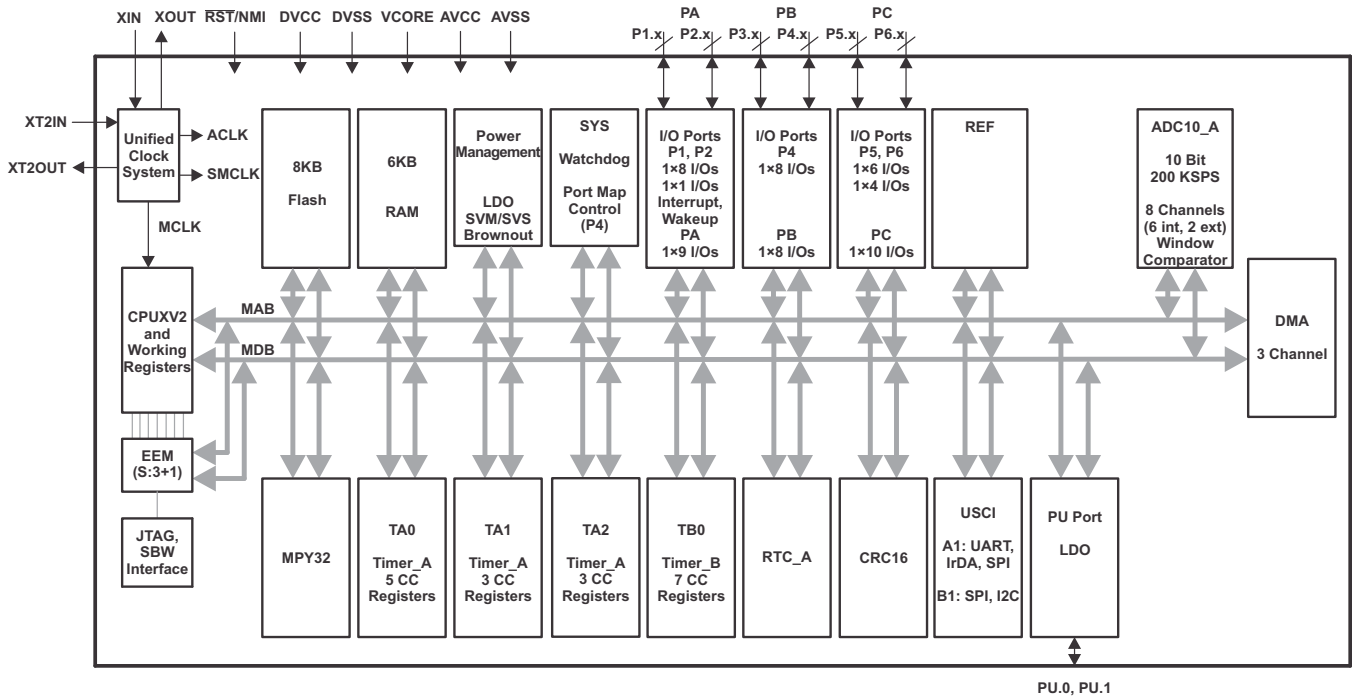 XIN XOUT RST/NMI DVCC DVSS VCORE AVCC AVSS
PA PB PC
P1.x P2.x P3.x P4.x P5.x P6.x
XT2IN
XT2OUT
Unified
Clock
System
ACLK
SMCLK
MCLK
8KB
Flash
6KB
RAM
Power
Management
LDO
SVM/SVS
Brownout
SYS
Watchdog
Port Map
Control
(P4)
I/O Ports
P1, P2
1×8 I/Os
1×1 I/Os
Interrupt,
Wakeup
PA
1×9 I/Os
I/O Ports
P4
1×8 I/Os
PB
1×8 I/Os
I/O Ports
P5, P6
1×6 I/Os
1×4 I/Os
PC
1×10 I/Os
REF
ADC10_A
10 Bit
200 KSPS
8 Channels
(6 int, 2 ext)
Window
Comparator
CPUXV2
and
Working
Registers
MAB
MDB
DMA
3 Channel
EEM
(S:3+1)
JTAG,
SBW
Interface
MPY32
TA0
Timer_A
5 CC
Registers
TA1
Timer_A
3 CC
Registers
TA2
Timer_A
3 CC
Registers
TB0
Timer_B
7 CC
Registers
RTC_A
CRC16
USCI
A1: UART,
IrDA, SPI
B1: SPI, I2C
PU Port
LDO
PU.0, PU.1